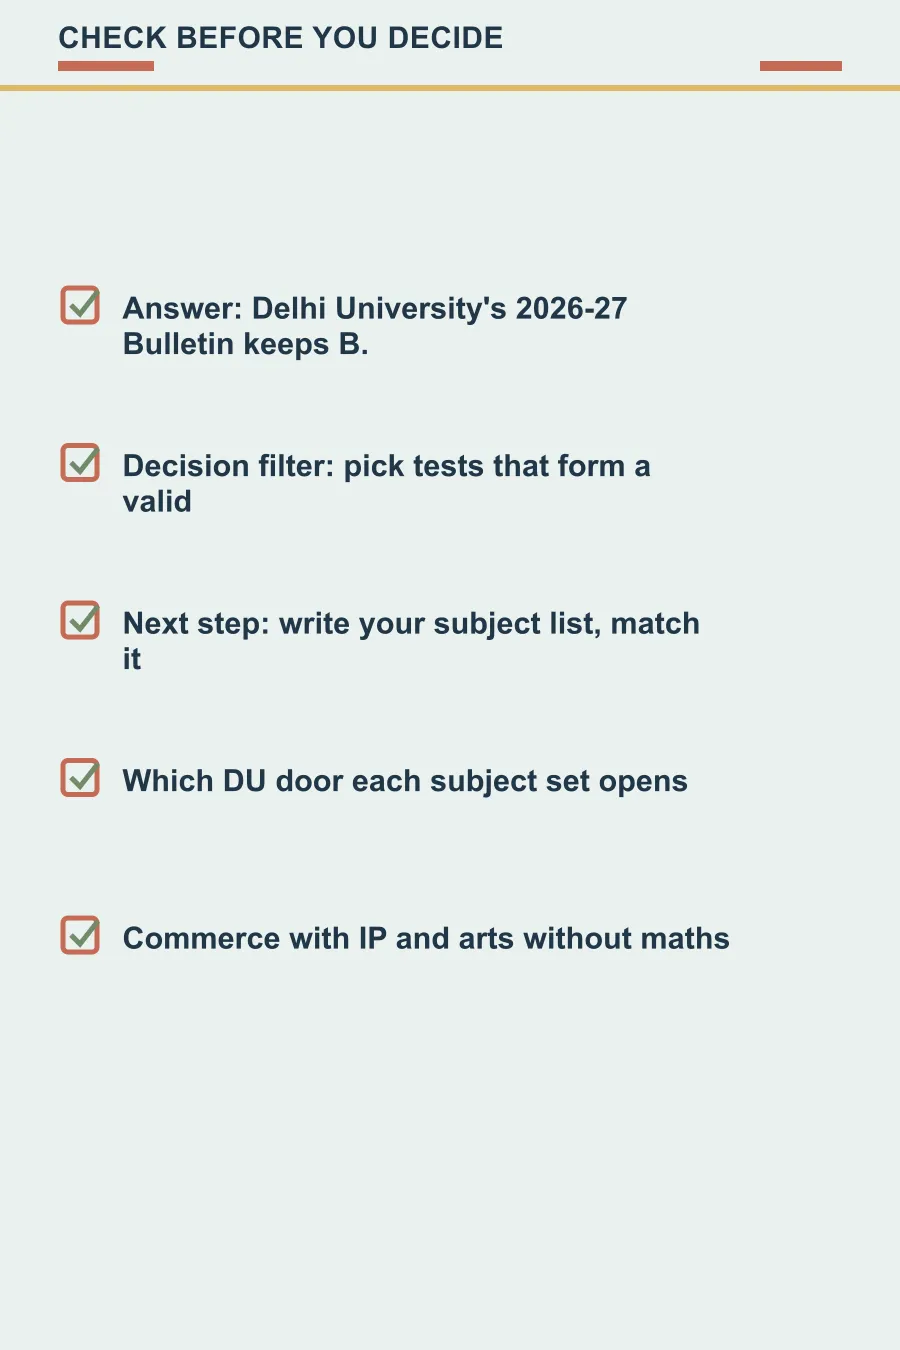 CHECK BEFORE YOU DECIDE
Answer: Delhi University's 2026-27
Bulletin keeps B.
Decision filter: pick tests that form a
valid
Next step: write your subject list, match
it
Which DU door each subject set opens
Commerce with IP and arts without maths